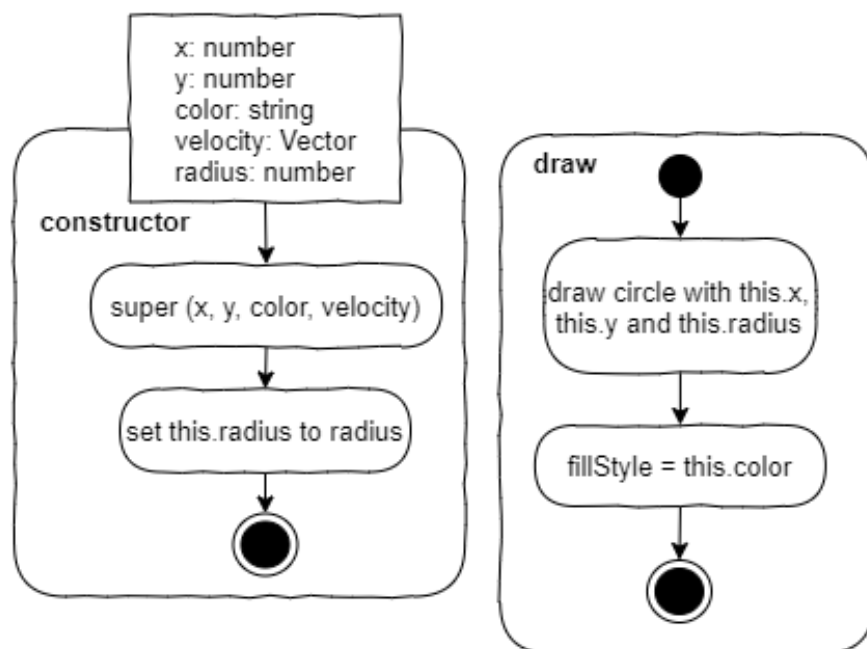 x: number
y: number
color: string
velocity: Vector
radius: number
constructor
super (x, y, color, velocity)
set this.radius to radius
draw
draw circle with this.x,
this.y and this.radius
fillStyle = this.color